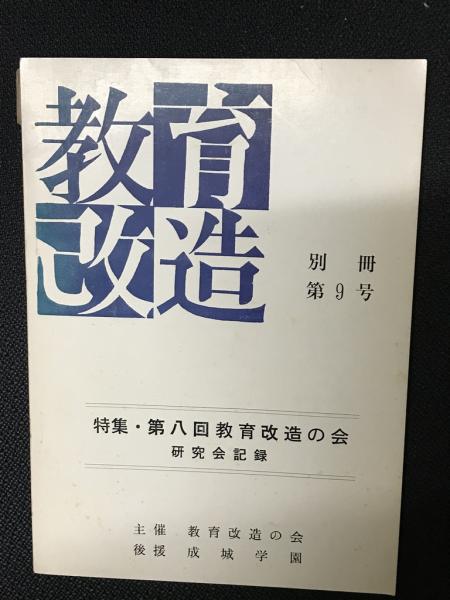 教育
改造
別冊
第9号
特集・第八回教育改造の会
研究会記録
主催 教育改造の会
後援 成城学園